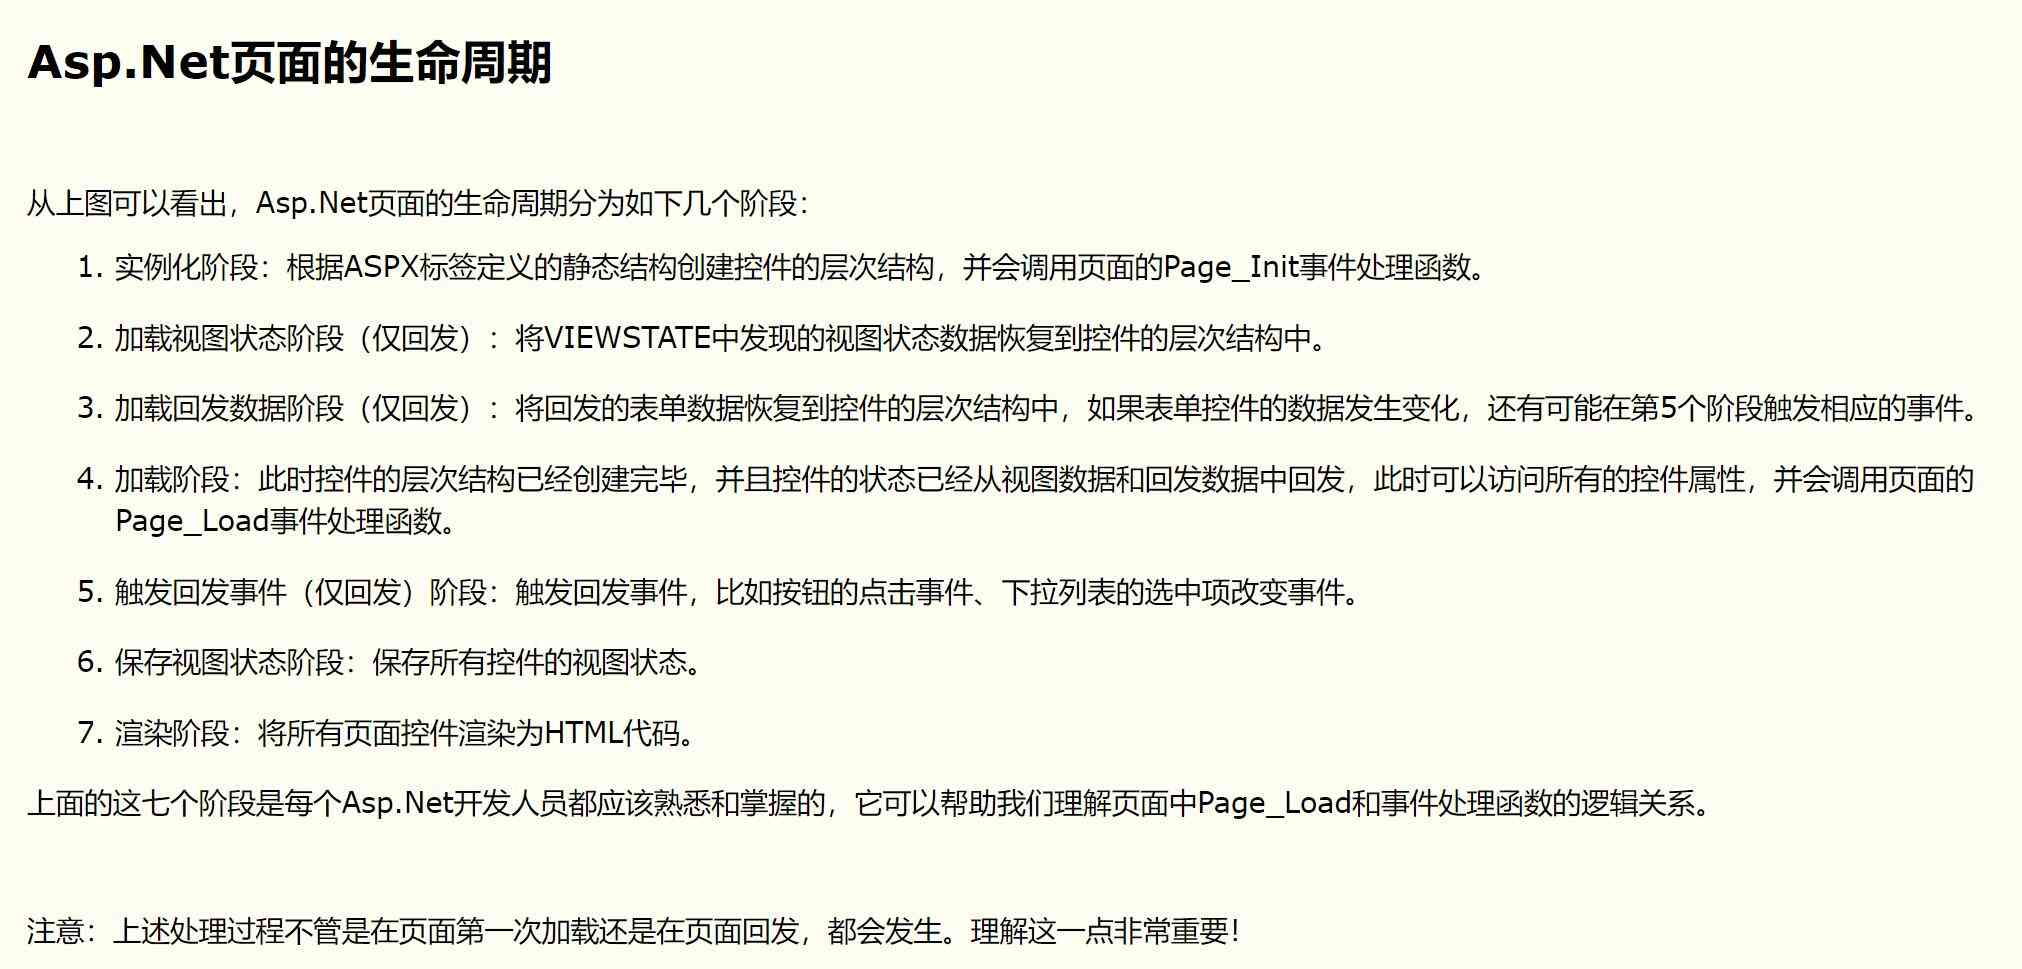 Asp.Net页面的生命周期
从上图可以看出，Asp.Net页面的生命周期分为如下几个阶段：
1. 实例化阶段：根据ASPX标签定义的静态结构创建控件的层次结构，并会调用页面的Page_Init事件处理函数。
2. 加载视图状态阶段（仅回发）：将VIEWSTATE中发现的视图状态数据恢复到控件的层次结构中。
3. 加载回发数据阶段（仅回发）：将回发的表单数据恢复到控件的层次结构中，如果表单控件的数据发生变化，还有可能在第5个阶段触发相应的事件。
4. 加载阶段：此时控件的层次结构已经创建完毕，并且控件的状态已经从视图数据和回发数据中回发，此时可以访问所有的控件属性，并会调用页面的
Page_Load事件处理函数。
5. 触发回发事件（仅回发）阶段：触发回发事件，比如按钮的点击事件、下拉列表的选中项改变事件。
6. 保存视图状态阶段：保存所有控件的视图状态。
7. 渲染阶段：将所有页面控件渲染为HTML代码。
上面的这七个阶段是每个Asp.Net开发人员都应该熟悉和掌握的，它可以帮助我们理解页面中Page_Load和事件处理函数的逻辑关系。
注意：上述处理过程不管是在页面第一次加载还是在页面回发，都会发生。理解这一点非常重要！